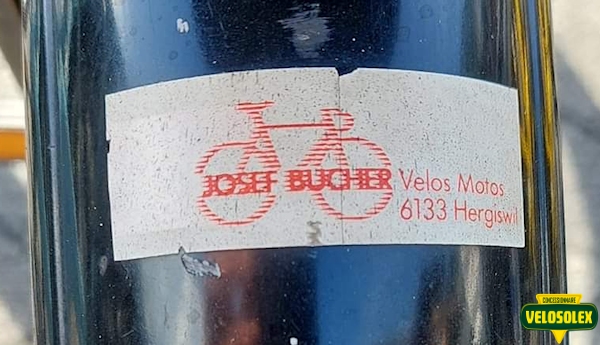 JOSEF BUCHER Velos Motos
6133 Hergiswil
CONCESSIONNAIRE
VELOSOLEX